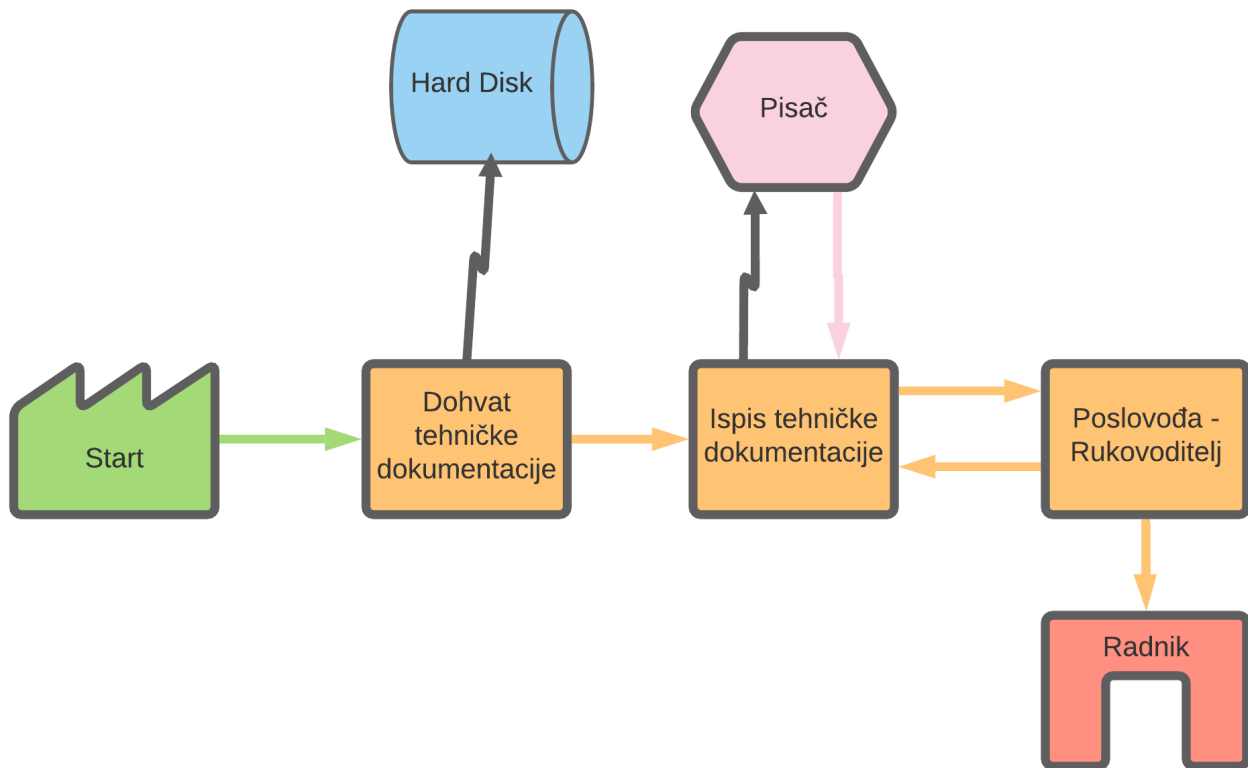 Hard Disk
Pisač
Start
Dohvat
tehničke
dokumentacije
Ispis tehničke
dokumentacije
Poslovođa -
Rukovoditelj
Radnik